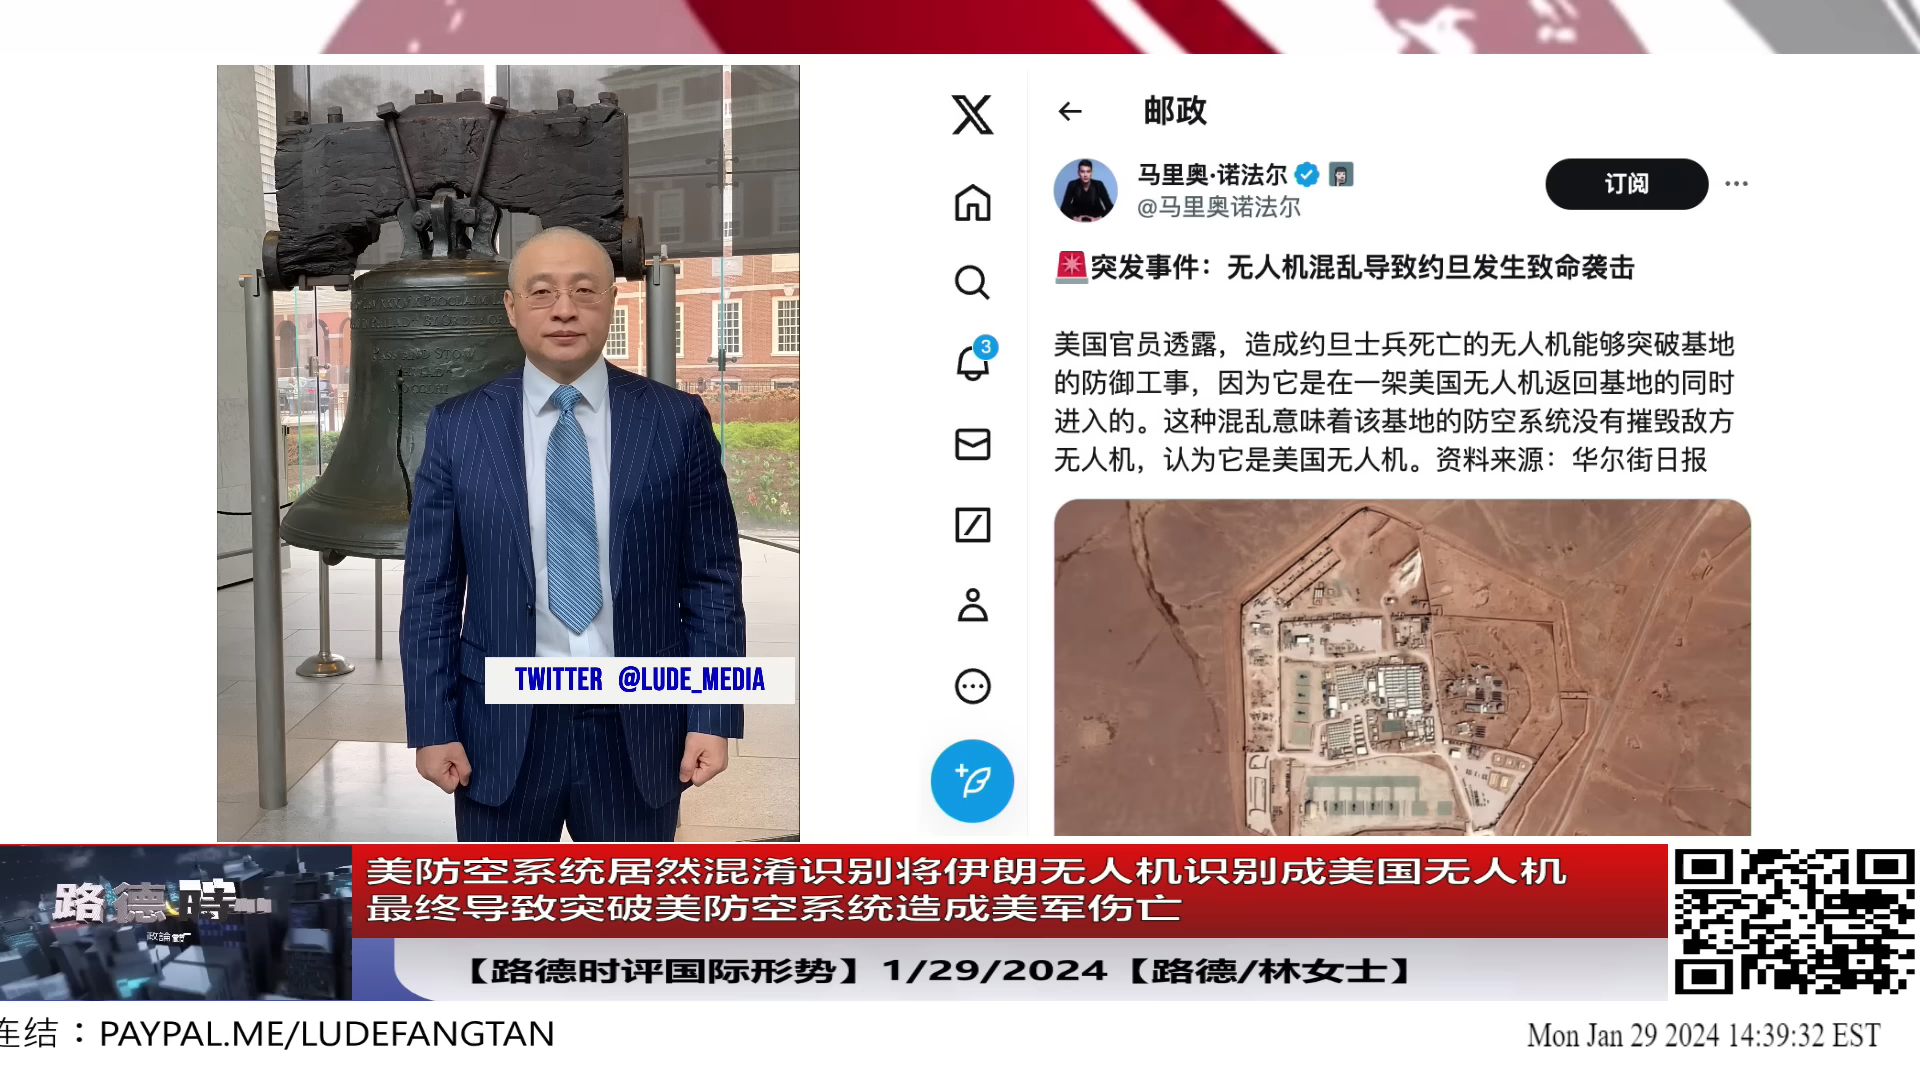 邮政
马里奥·诺法尔
@马里奥诺法尔
订阅
突发事件：无人机混乱导致约旦发生致命袭击
美国官员透露，造成约旦士兵死亡的无人机能够突破基地
的防御工事，因为它是在一架美国无人机返回基地的同时
进入的。这种混乱意味着该基地的防空系统没有摧毁敌方
无人机，认为它是美国无人机。资料来源：华尔街日报
3
PASS AND STOW
TWITTER @LUDE_MEDIA
路德時
美防空系统居然混淆识别将伊朗无人机识别成美国无人机
最终导致突破美防空系统造成美军伤亡
【路德时评国际形势】1/29/2024【路德/林女士】
连结：PAYPAL.ME/LUDEFANGTAN
Mon Jan 29 2024 14:39:32 EST